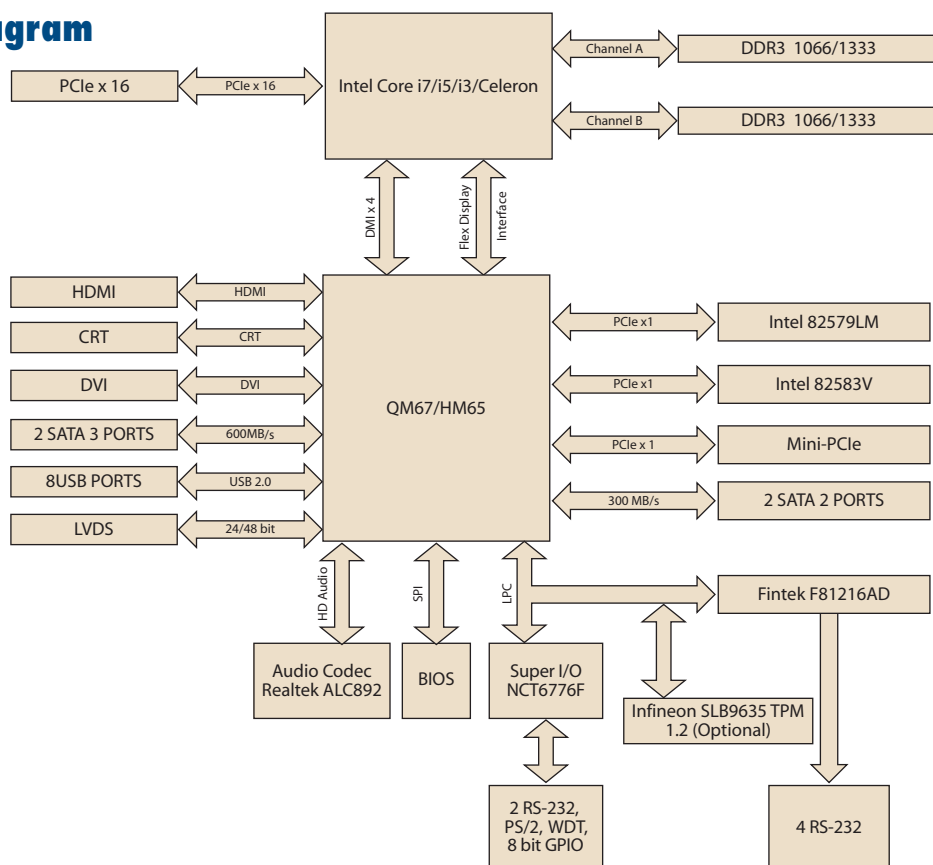 agram
PCIe x 16
PCIe x 16
Intel Core i7/i5/i3/Celeron
Channel A
DDR3 1066/1333
Channel B
DDR3 1066/1333
DMI x 4
Flex Display
Interface
HDMI
HDMI
CRT
CRT
DVI
DVI
2 SATA 3 PORTS
600MB/s
8USB PORTS
USB 2.0
LVDS
24/48 bit
QM67/HM65
PCIe x1
Intel 82579LM
PCIe x1
Intel 82583V
PCIe x 1
Mini-PCIe
300 MB/s
2 SATA 2 PORTS
HD Audio
SPI
LPC
Fintek F81216AD
Audio Codec
Realtek ALC892
BIOS
Super I/O
NCT6776F
Infineon SLB9635 TPM
1.2 (Optional)
2 RS-232,
PS/2, WDT,
8 bit GPIO
4 RS-232